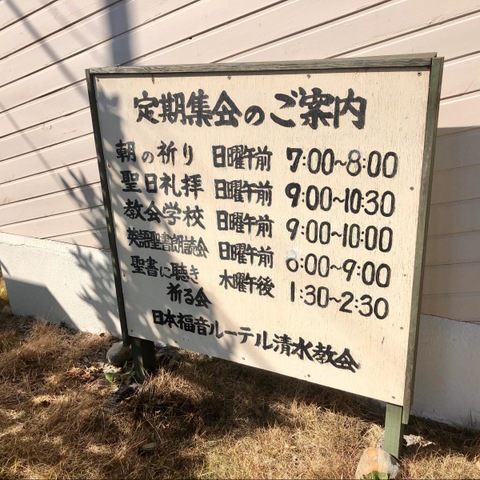 定期集会のご案内
朝の祈り 日曜午前 7:00~8:00
聖日礼拝 日曜午前 9:00~10:30
教会学校 日曜午前 9:00~10:00
英語聖書朗読会 日曜午前 8:00~9:00
聖書に聴き 木曜午後 1:30~2:30
祈る会
日本福音ルーテル清水教会